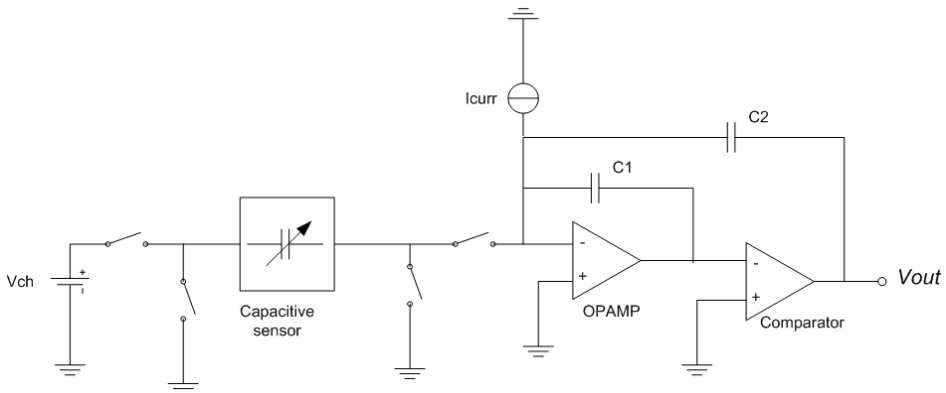 Icurr
C2
C1
-
+
OPAMP
-
+
Comparator
Vout
Vch
+
-
Capacitive
sensor